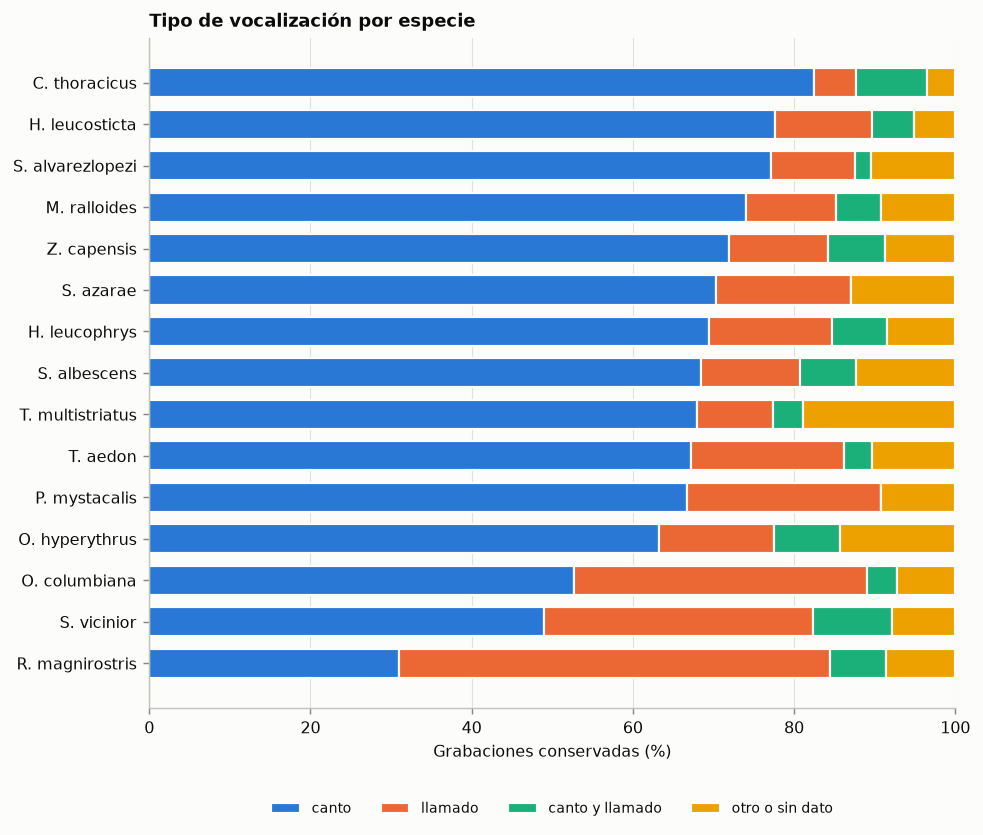 Tipo de vocalización por especie
C. thoracicus
H. leucosticta
S. alvarezlopezi
M. ralloides
Z. capensis
S. azarae
H. leucophrys
S. albescens
T. multistriatus
T. aedon
P. mystacalis
O. hyperythrus
O. columbiana
S. vicinior
R. magnirostris
0 20 40 60 80 100
Grabaciones conservadas (%)
canto llamado canto y llamado otro o sin dato